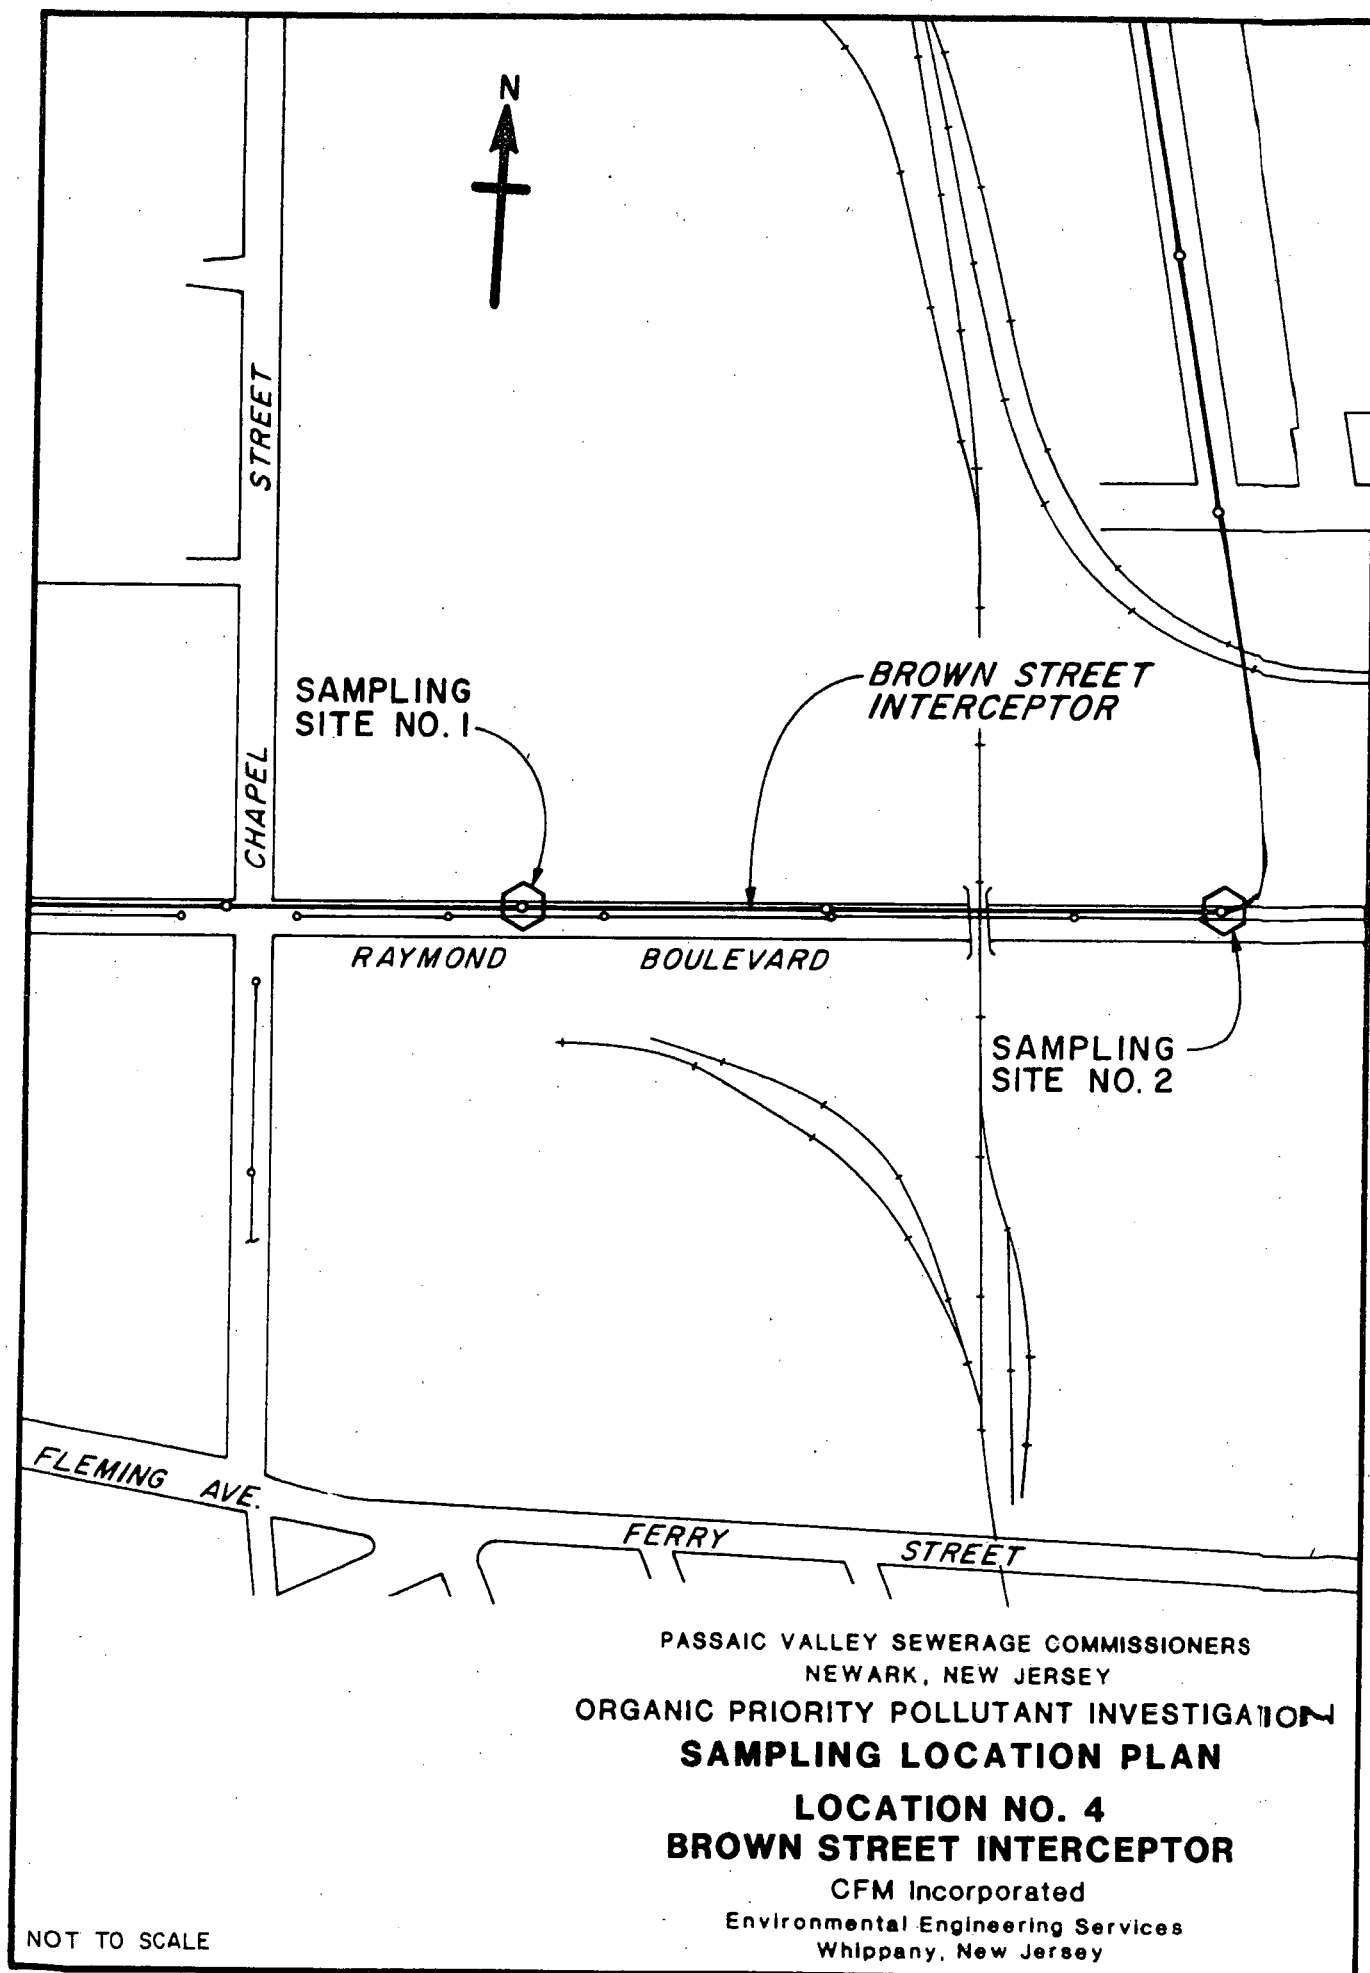 N
STREET
SAMPLING
SITE NO. 1
BROWN STREET
INTERCEPTOR
CHAPEL
RAYMOND BOULEVARD
SAMPLING
SITE NO. 2
FLEMING AVE.
FERRY STREET
PASSAIC VALLEY SEWERAGE COMMISSIONERS
NEWARK, NEW JERSEY
ORGANIC PRIORITY POLLUTANT INVESTIGATION
SAMPLING LOCATION PLAN
LOCATION NO. 4
BROWN STREET INTERCEPTOR
CFM Incorporated
Environmental Engineering Services
Whippany, New Jersey
NOT TO SCALE